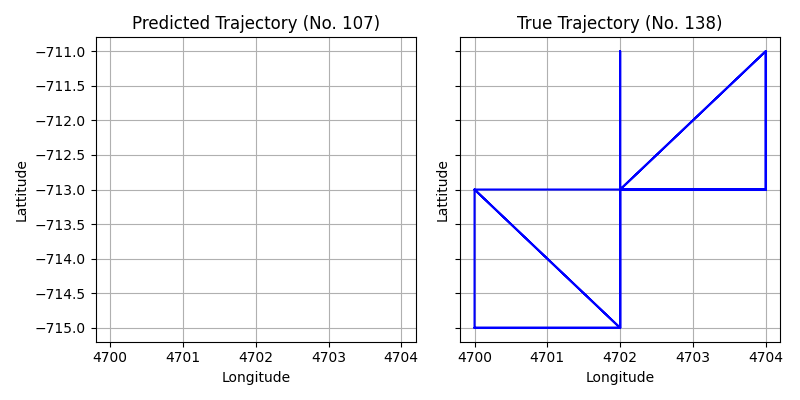 Predicted Trajectory (No. 107)
True Trajectory (No. 138)
−711.0
−711.5
−712.0
−712.5
−713.0
−713.5
−714.0
−714.5
−715.0
Lattitude
Lattitude
4700 4701 4702 4703 4704
4700 4701 4702 4703 4704
Longitude
Longitude